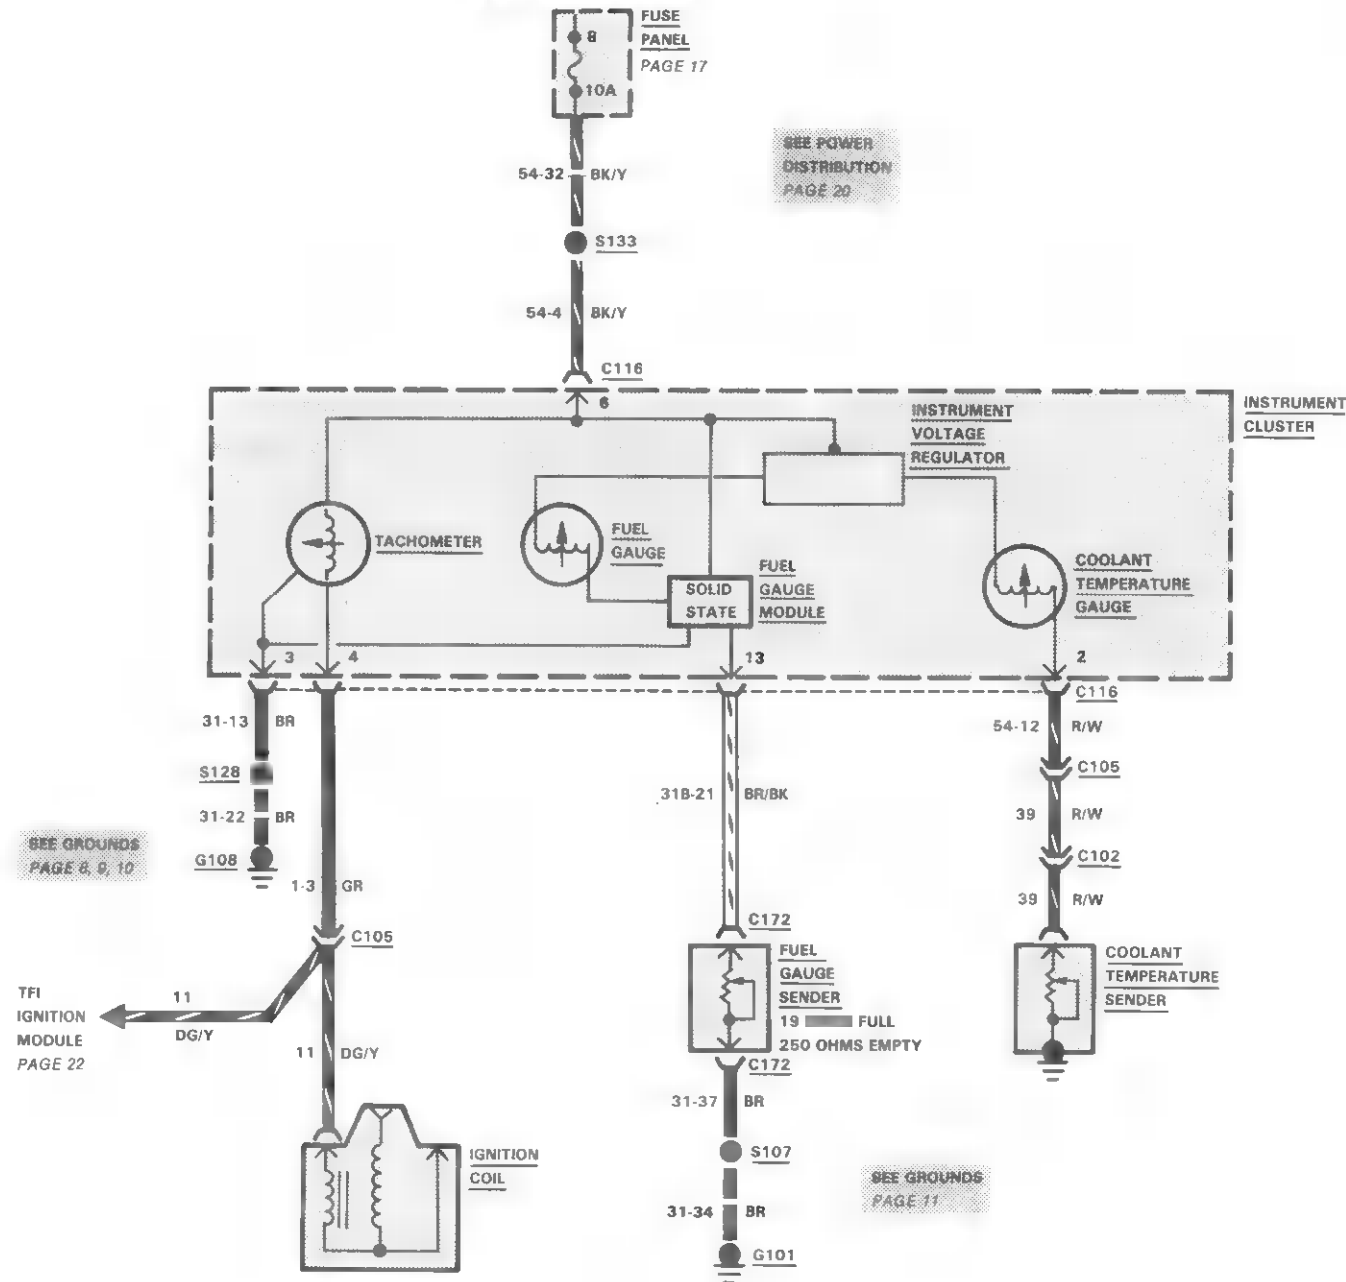 FUSE
PANEL
PAGE 17
8
10A
SEE POWER
DISTRIBUTION
PAGE 20
54-32 BK/Y
S133
54-4 BK/Y
C116
6
INSTRUMENT
CLUSTER
INSTRUMENT
VOLTAGE
REGULATOR
TACHOMETER
FUEL
GAUGE
SOLID
STATE
FUEL
GAUGE
MODULE
COOLANT
TEMPERATURE
GAUGE
3 4 13 2
C116
31-13 BR
54-12 R/W
S128
C105
31B-21 BR/BK
31-22 BR
39 R/W
SEE GROUNDS
PAGE 8, 9, 10
G108
C102
1-3 GR
39 R/W
C172
C105
FUEL
GAUGE
SENDER
19 FULL
250 OHMS EMPTY
COOLANT
TEMPERATURE
SENDER
TFI
IGNITION
MODULE
PAGE 22
11
DG/Y
11 DG/Y
C172
31-37 BR
S107
IGNITION
COIL
SEE GROUNDS
PAGE 11
31-34 BR
G101